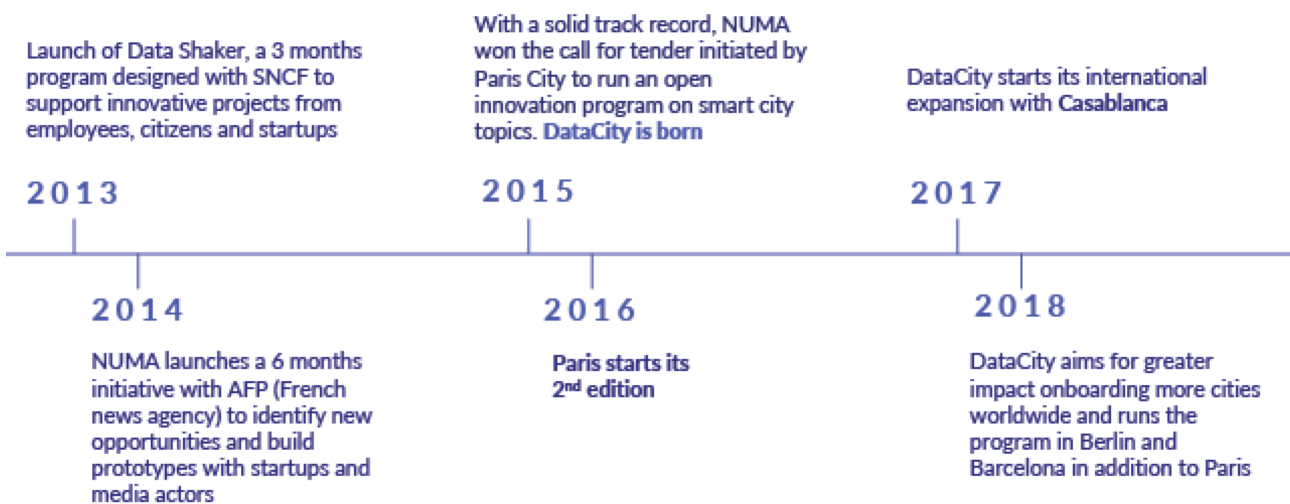 Launch of Data Shaker, a 3 months
program designed with SNCF to
support innovative projects from
employees, citizens and startups
2013
NUMA launches a 6 months
initiative with AFP (French
news agency) to identify new
opportunities and build
prototypes with startups and
media actors
2014
With a solid track record, NUMA
won the call for tender initiated by
Paris City to run an open
innovation program on smart city
topics. DataCity is born
2015
2016
Paris starts its
2nd edition
DataCity starts its international
expansion with Casablanca
2017
2018
DataCity aims for greater
impact onboarding more cities
worldwide and runs the
program in Berlin and
Barcelona in addition to Paris